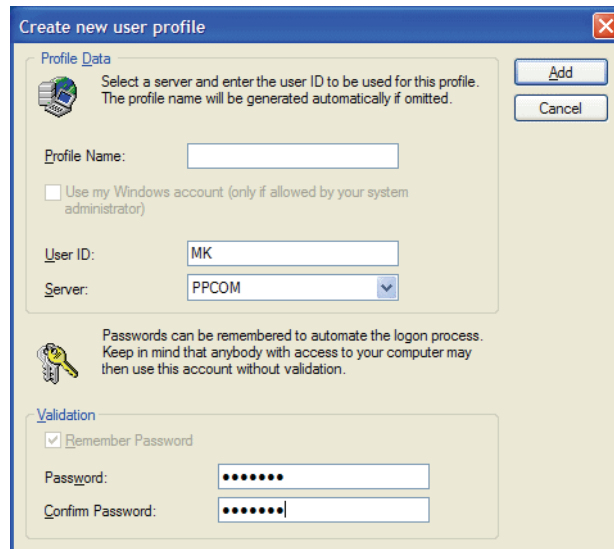 Create new user profile
Profile Data
Select a server and enter the user ID to be used for this profile.
The profile name will be generated automatically if omitted.
Add
Cancel
Profile Name:
Use my Windows account (only if allowed by your system
administrator)
User ID: MK
Server: PPCOM
Passwords can be remembered to automate the logon process.
Keep in mind that anybody with access to your computer may
then use this account without validation.
Validation
Remember Password
Password: •••••••
Confirm Password: •••••••